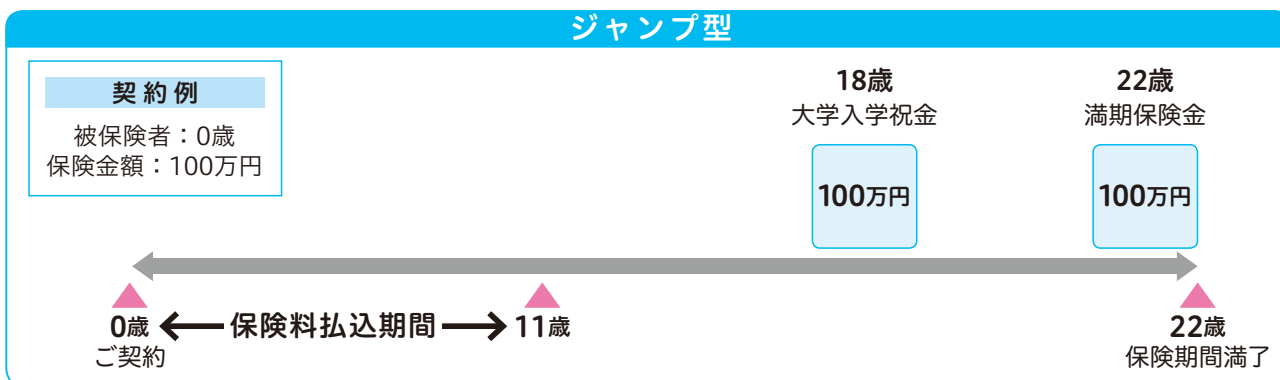 ジャンプ型
契約例
被保険者：0歳
保険金額：100万円
18歳
大学入学祝金
100万円
22歳
満期保険金
100万円
0歳
ご契約
保険料払込期間
11歳
22歳
保険期間満了